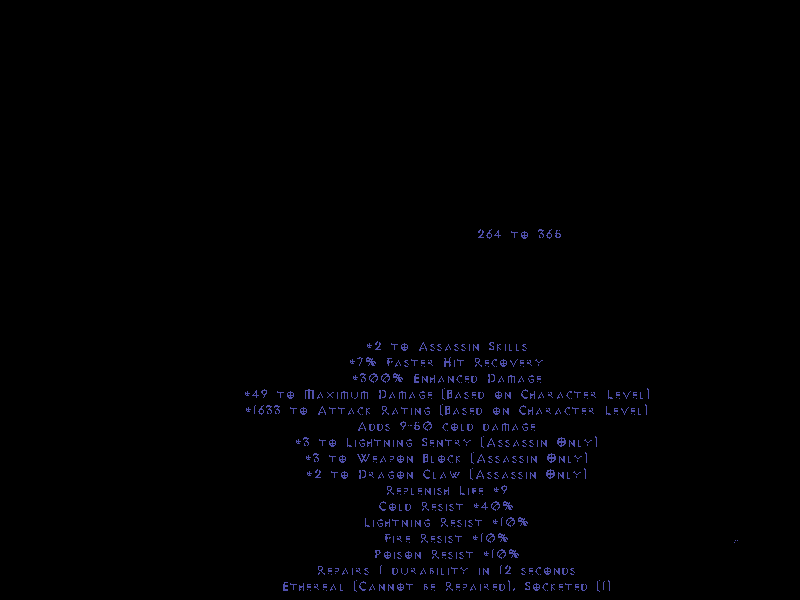 264 to 365
+2 to Assassin Skills
+7% Faster Hit Recovery
+300% Enhanced Damage
+49 to Maximum Damage (Based on Character Level)
+1633 to Attack Rating (Based on Character Level)
Adds 9-50 cold damage
+3 to Lightning Sentry (Assassin Only)
+3 to Weapon Block (Assassin Only)
+2 to Dragon Claw (Assassin Only)
Replenish Life +9
Cold Resist +40%
Lightning Resist +10%
Fire Resist +10%
Poison Resist +10%
Repairs 1 durability in 12 seconds
Ethereal (Cannot be Repaired), Socketed (1)